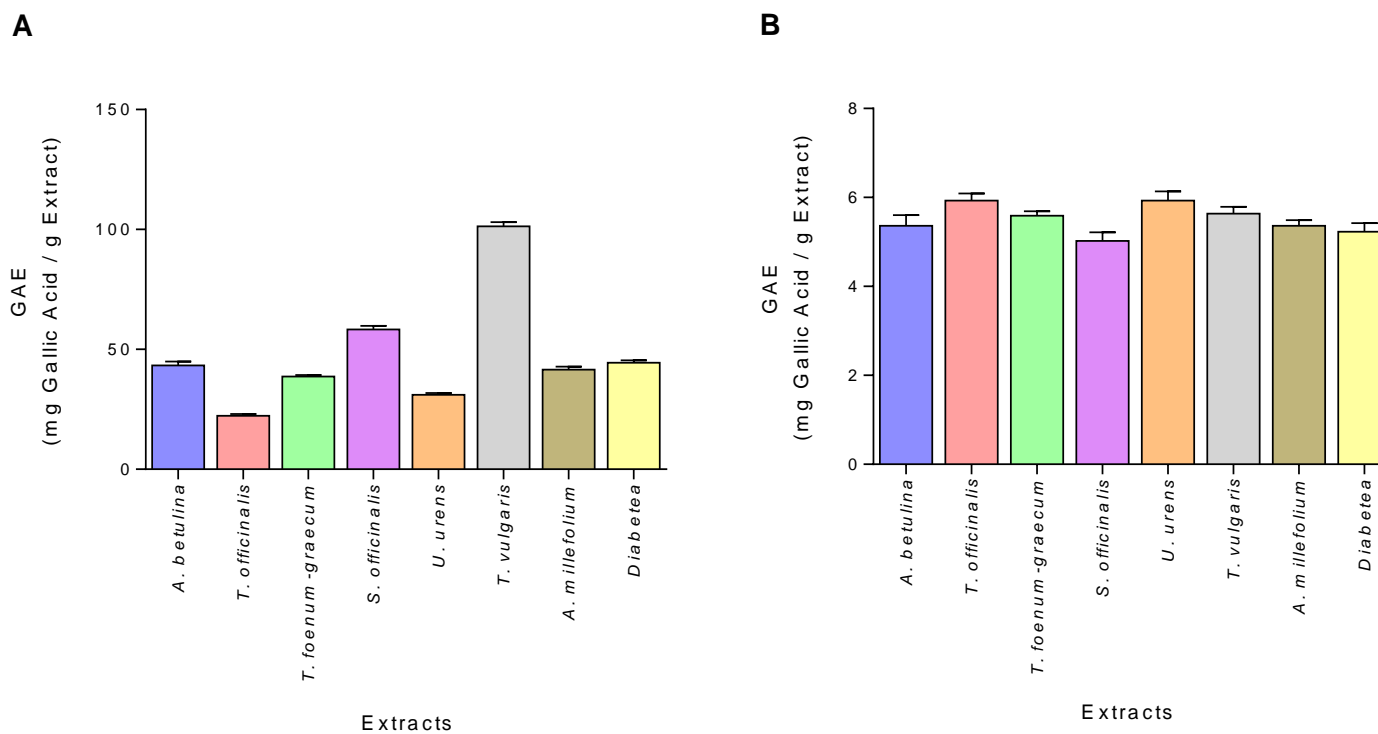 A
GAE
(mg Gallic Acid / g Extract)
150
100
50
0
A. betulina
T. officinalis
T. foenum-graecum
S. officinalis
U. urens
T. vulgaris
A. millefolium
Diabetea
Extracts
B
GAE
(mg Gallic Acid / g Extract)
8
6
4
2
0
A. betulina
T. officinalis
T. foenum-graecum
S. officinalis
U. urens
T. vulgaris
A. millefolium
Diabetea
Extracts